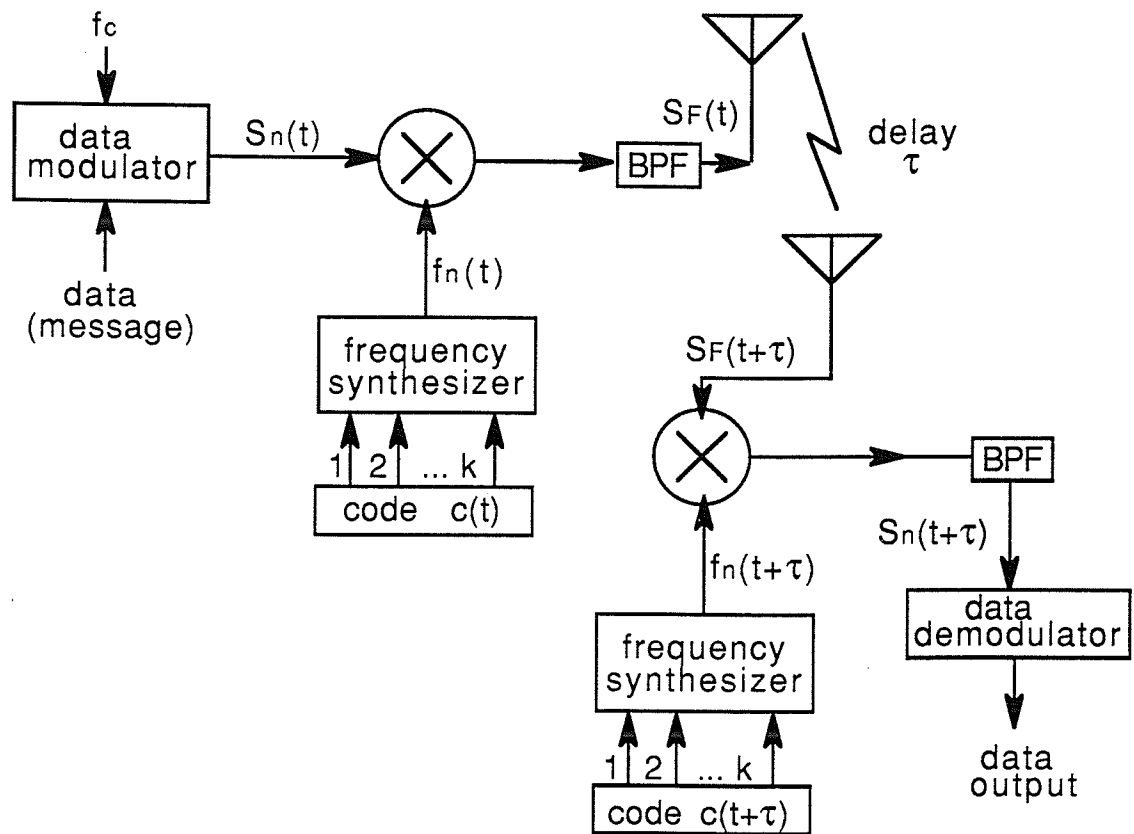 fc
data
modulator
Sn(t)
data
(message)
fn(t)
frequency
synthesizer
1 2 ... k
code c(t)
BPF
SF(t)
delay
τ
SF(t+τ)
fn(t+τ)
frequency
synthesizer
1 2 ... k
code c(t+τ)
BPF
Sn(t+τ)
data
demodulator
data
output